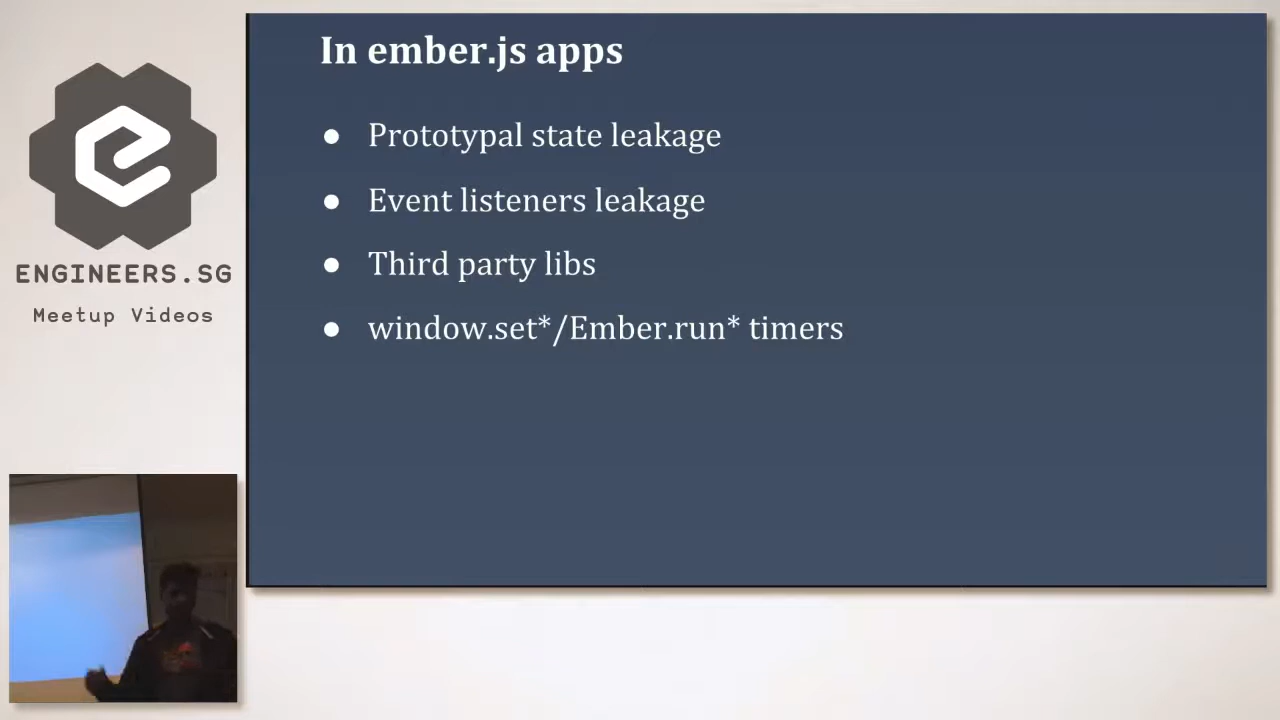 In ember.js apps
● Prototypal state leakage
● Event listeners leakage
● Third party libs
● window.set*/Ember.run* timers
ENGINEERS.SG
Meetup Videos